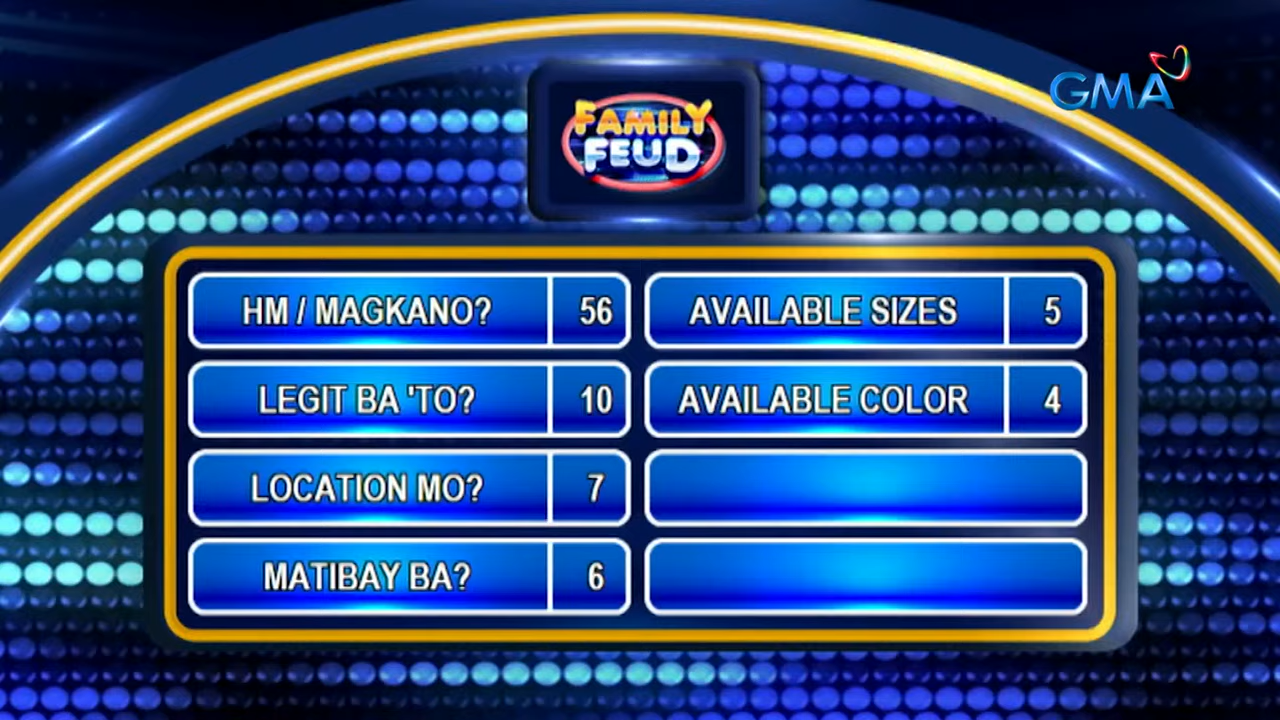 GMA
FAMILY
FEUD
HM / MAGKANO? 56
LEGIT BA 'TO? 10
LOCATION MO? 7
MATIBAY BA? 6
AVAILABLE SIZES 5
AVAILABLE COLOR 4